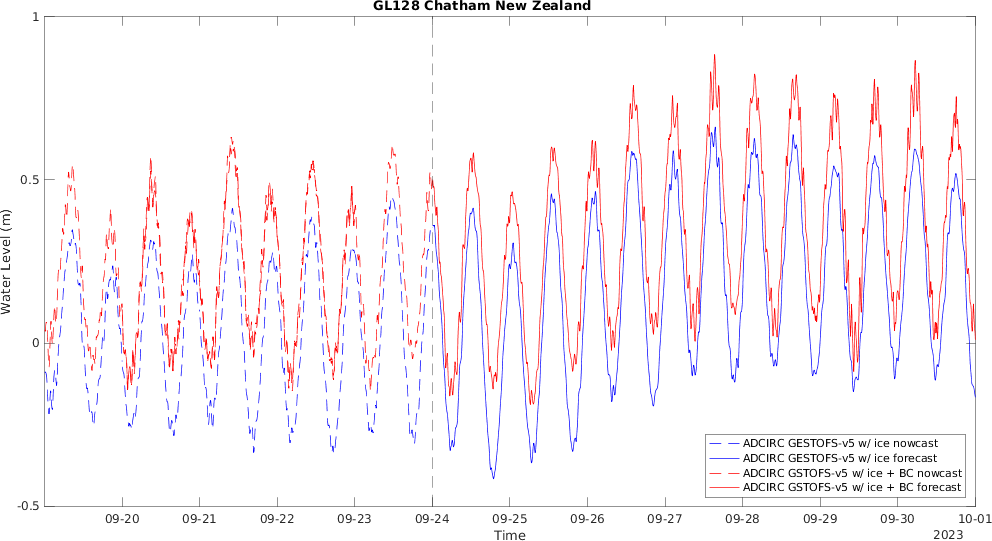 GL128 Chatham New Zealand
1
0.5
0
-0.5
Water Level (m)
ADCIRC GESTOFS-v5 w/ ice nowcast
ADCIRC GESTOFS-v5 w/ ice forecast
ADCIRC GSTOFS-v5 w/ ice + BC nowcast
ADCIRC GSTOFS-v5 w/ ice + BC forecast
09-20 09-21 09-22 09-23 09-24 09-25 09-26 09-27 09-28 09-29 09-30 10-01
Time
2023